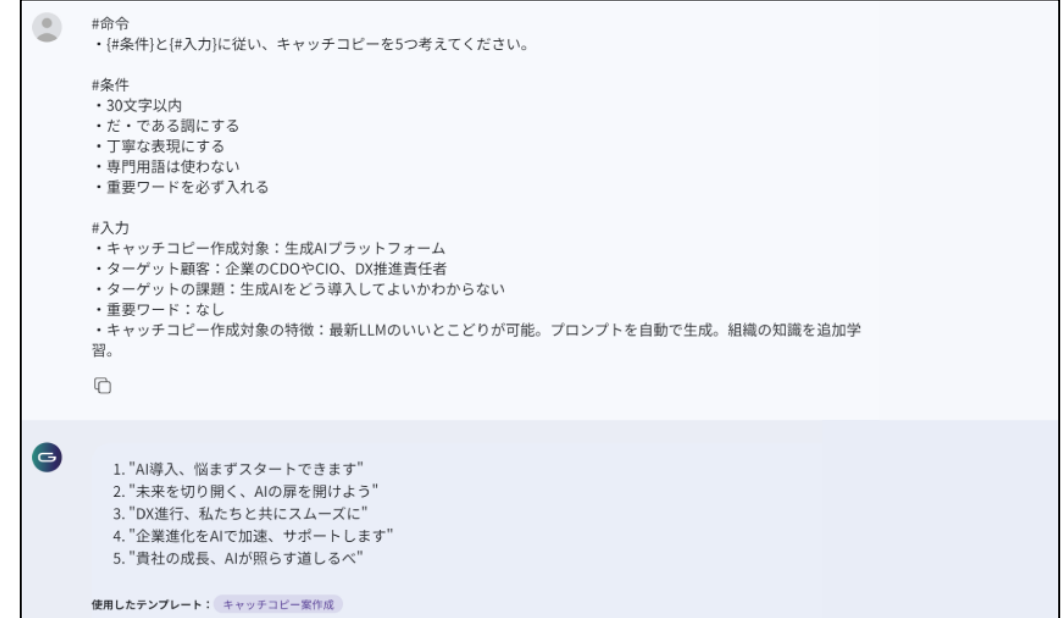 #命令
・{#条件}と{#入力}に従い、キャッチコピーを5つ考えてください。
#条件
・30文字以内
・だ・である調にする
・丁寧な表現にする
・専門用語は使わない
・重要ワードを必ず入れる
#入力
・キャッチコピー作成対象：生成AIプラットフォーム
・ターゲット顧客：企業のCDOやCIO、DX推進責任者
・ターゲットの課題：生成AIをどう導入してよいかわからない
・重要ワード：なし
・キャッチコピー作成対象の特徴：最新LLMのいいとこどりが可能。プロンプトを自動で生成。組織の知識を追加学
習。
1. "AI導入、悩まずスタートできます"
2. "未来を切り開く、AIの扉を開けよう"
3. "DX進行、私たちと共にスムーズに"
4. "企業進化をAIで加速、サポートします"
5. "貴社の成長、AIが照らす道しるべ"
使用したテンプレート： キャッチコピー案作成